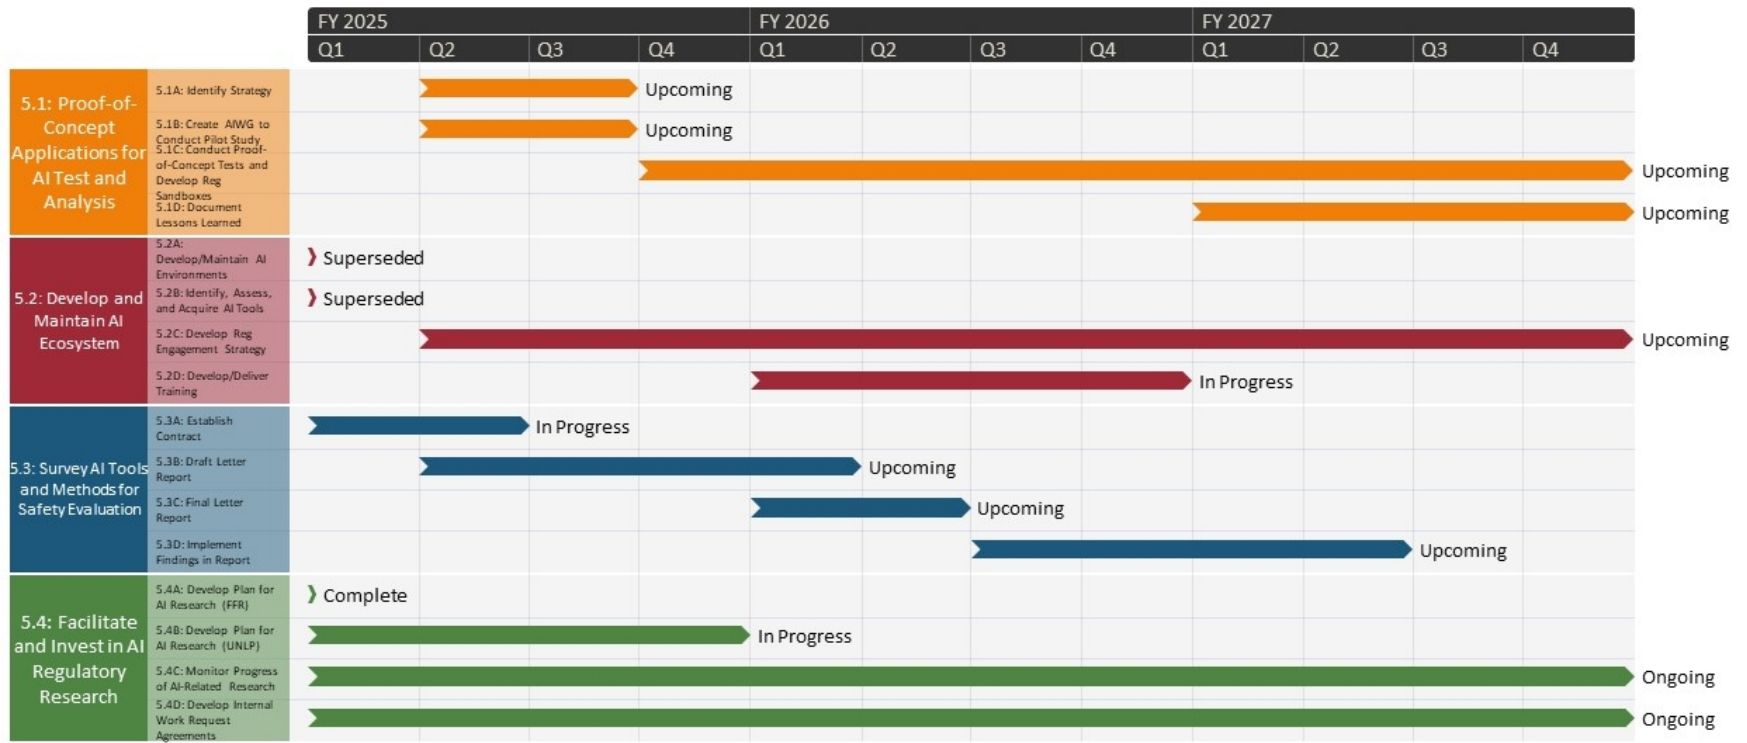 FY 2025 FY 2026 FY 2027
Q1 Q2 Q3 Q4 Q1 Q2 Q3 Q4 Q1 Q2 Q3 Q4
5.1: Proof-of-
Concept
Applications for
AI Test and
Analysis
5.1A: Identify Strategy
Upcoming
5.1B: Create AIWG to
Conduct Pilot Study
Upcoming
5.1C: Conduct Proof-
of-Concept Tests and
Develop Reg
Sandboxes
Upcoming
5.1D: Document
Lessons Learned
Upcoming
5.2: Develop and
Maintain AI
Ecosystem
5.2A:
Develop/Maintain AI
Environments
Superseded
5.2B: Identify, Assess,
and Acquire AI Tools
Superseded
5.2C: Develop Reg
Engagement Strategy
Upcoming
5.2D: Develop/Deliver
Training
In Progress
5.3: Survey AI Tools
and Methods for
Safety Evaluation
5.3A: Establish
Contract
In Progress
5.3B: Draft Letter
Report
Upcoming
5.3C: Final Letter
Report
Upcoming
5.3D: Implement
Findings in Report
Upcoming
5.4: Facilitate
and Invest in AI
Regulatory
Research
5.4A: Develop Plan for
AI Research (FFR)
Complete
5.4B: Develop Plan for
AI Research (UNLP)
In Progress
5.4C: Monitor Progress
of AI-Related Research
Ongoing
5.4D: Develop Internal
Work Request
Agreements
Ongoing